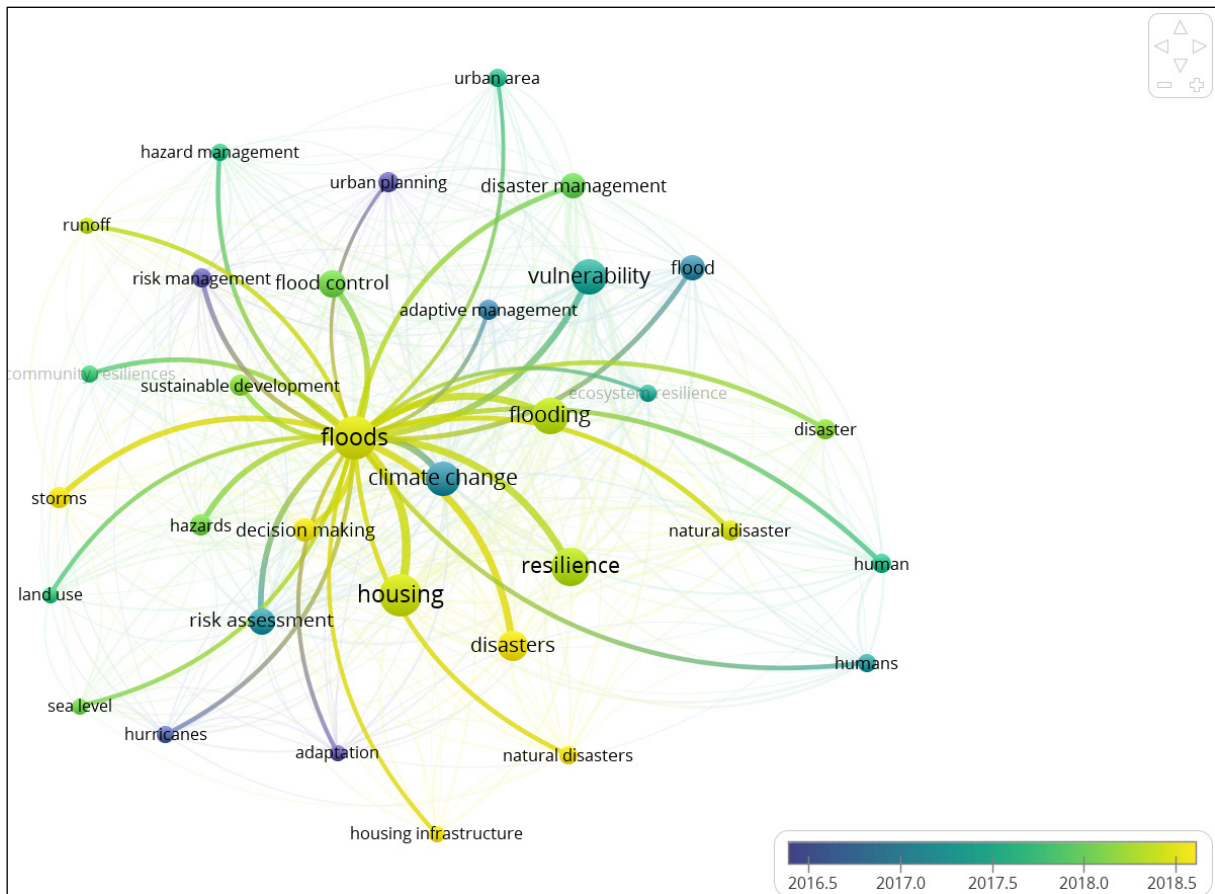 urban area
hazard management
urban planning
disaster management
runoff
risk management
flood control
vulnerability
flood
adaptive management
community resiliences
sustainable development
ecosystem resilience
flooding
disaster
floods
climate change
storms
hazards
decision making
natural disaster
resilience
human
land use
housing
risk assessment
disasters
humans
sea level
hurricanes
adaptation
natural disasters
housing infrastructure
2016.5 2017.0 2017.5 2018.0 2018.5